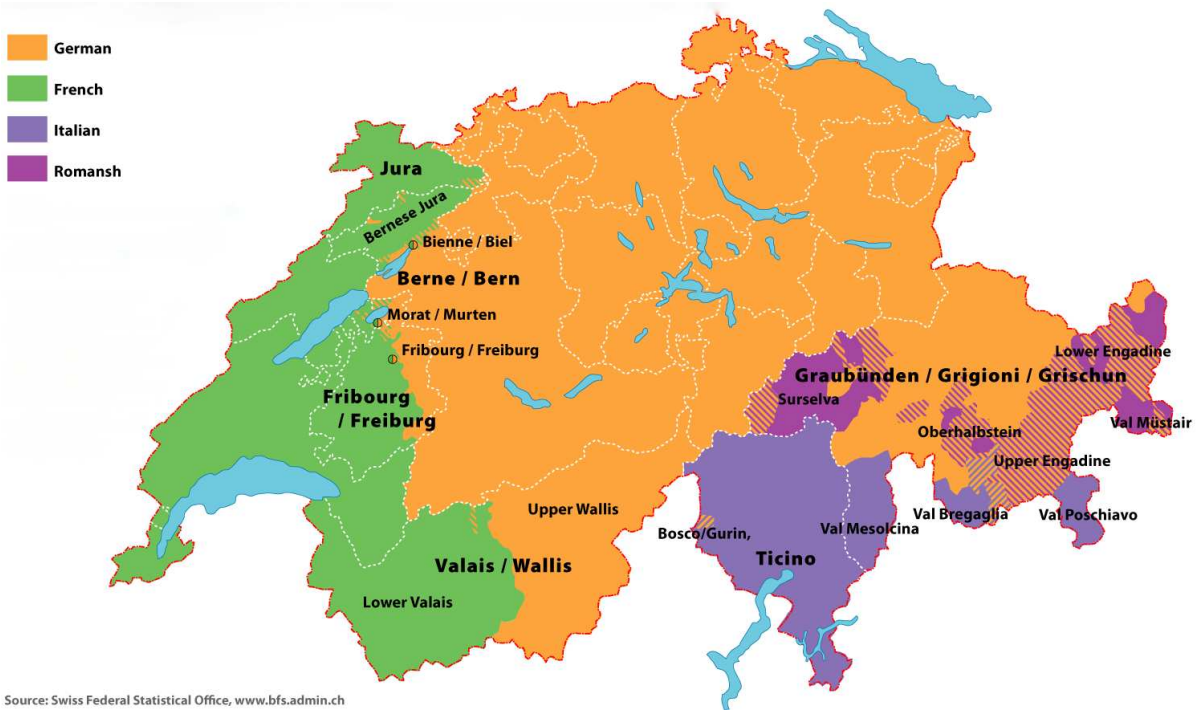 German
French
Italian
Romansh
Jura
Bernese Jura
Bienne / Biel
Berne / Bern
Morat / Murten
Fribourg / Freiburg
Fribourg
/ Freiburg
Lower Engadine
Graubünden / Grigioni / Grischun
Surselva
Val Müstair
Oberhalbstein
Upper Engadine
Upper Wallis
Val Bregaglia
Val Poschiavo
Bosco/Gurin,
Val Mesolcina
Ticino
Valais / Wallis
Lower Valais
Source: Swiss Federal Statistical Office, www.bfs.admin.ch